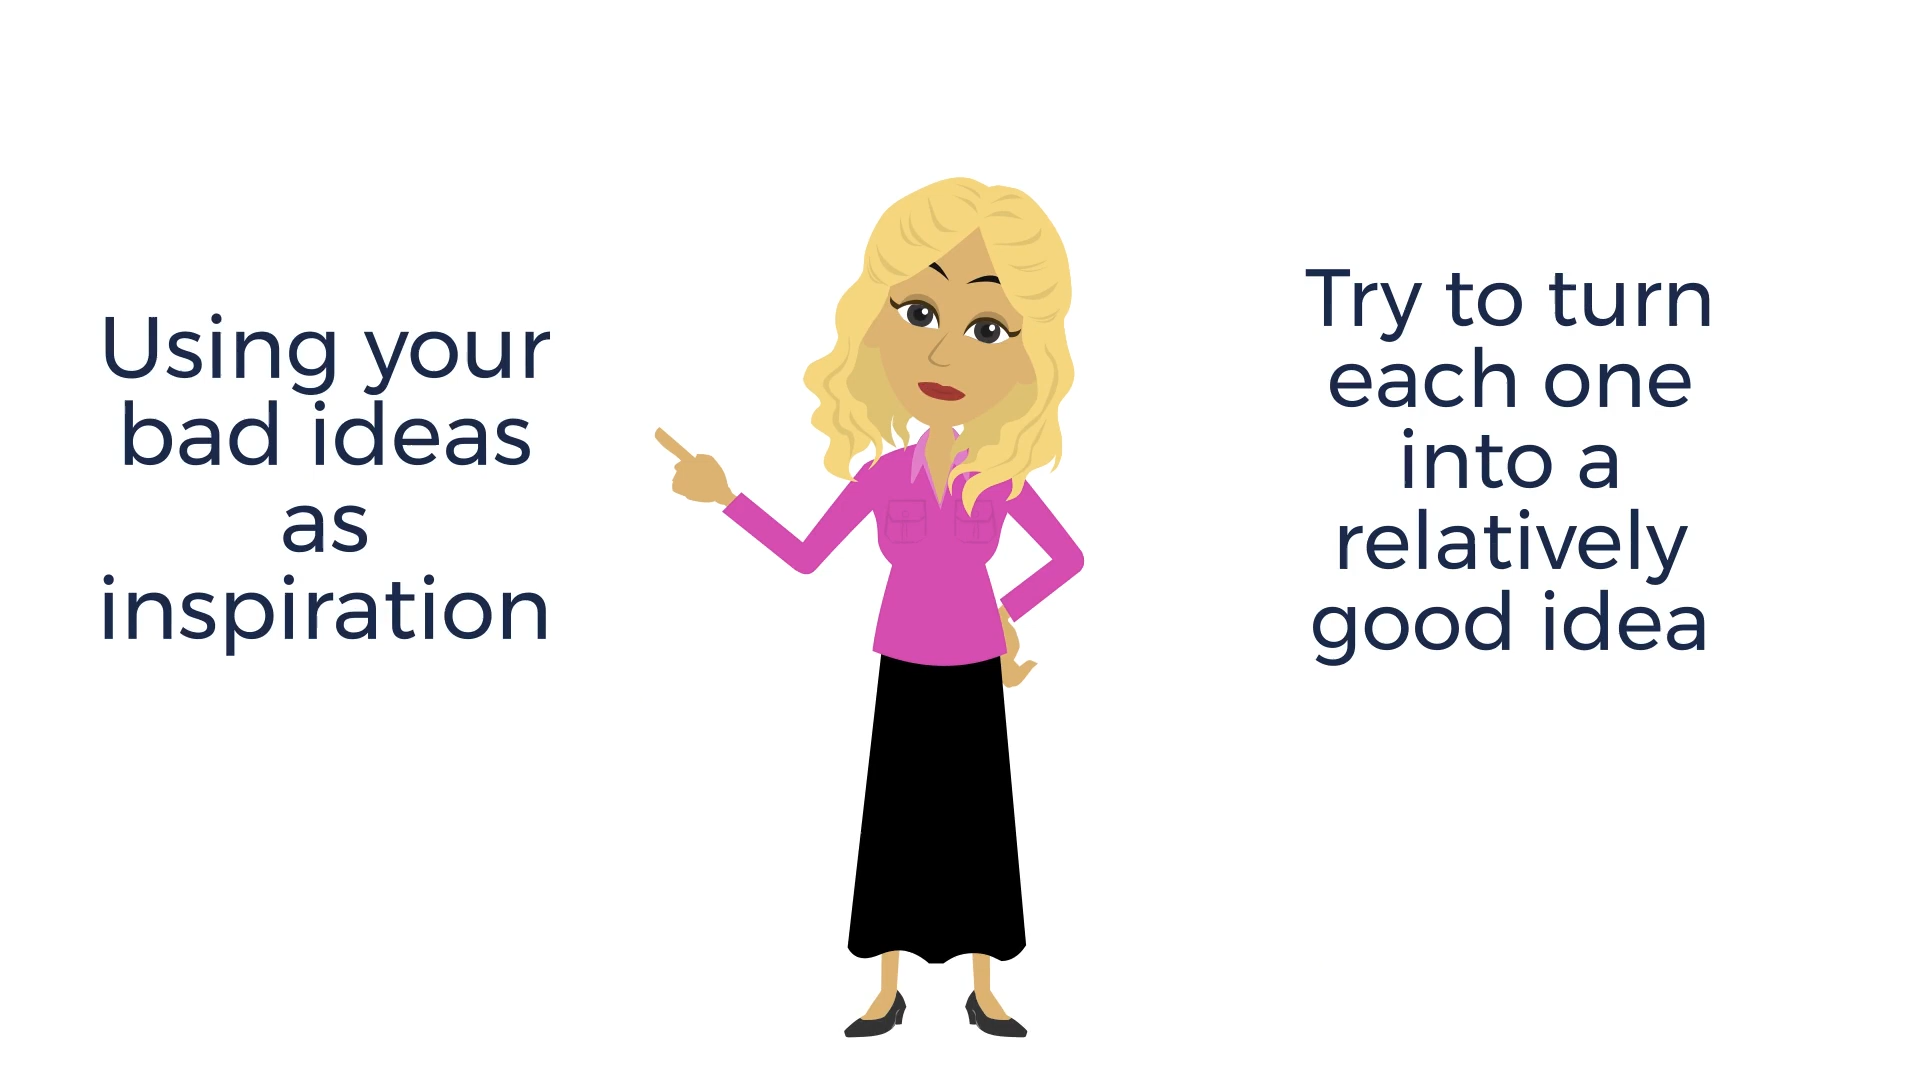 Using your
bad ideas
as
inspiration
Try to turn
each one
into a
relatively
good idea